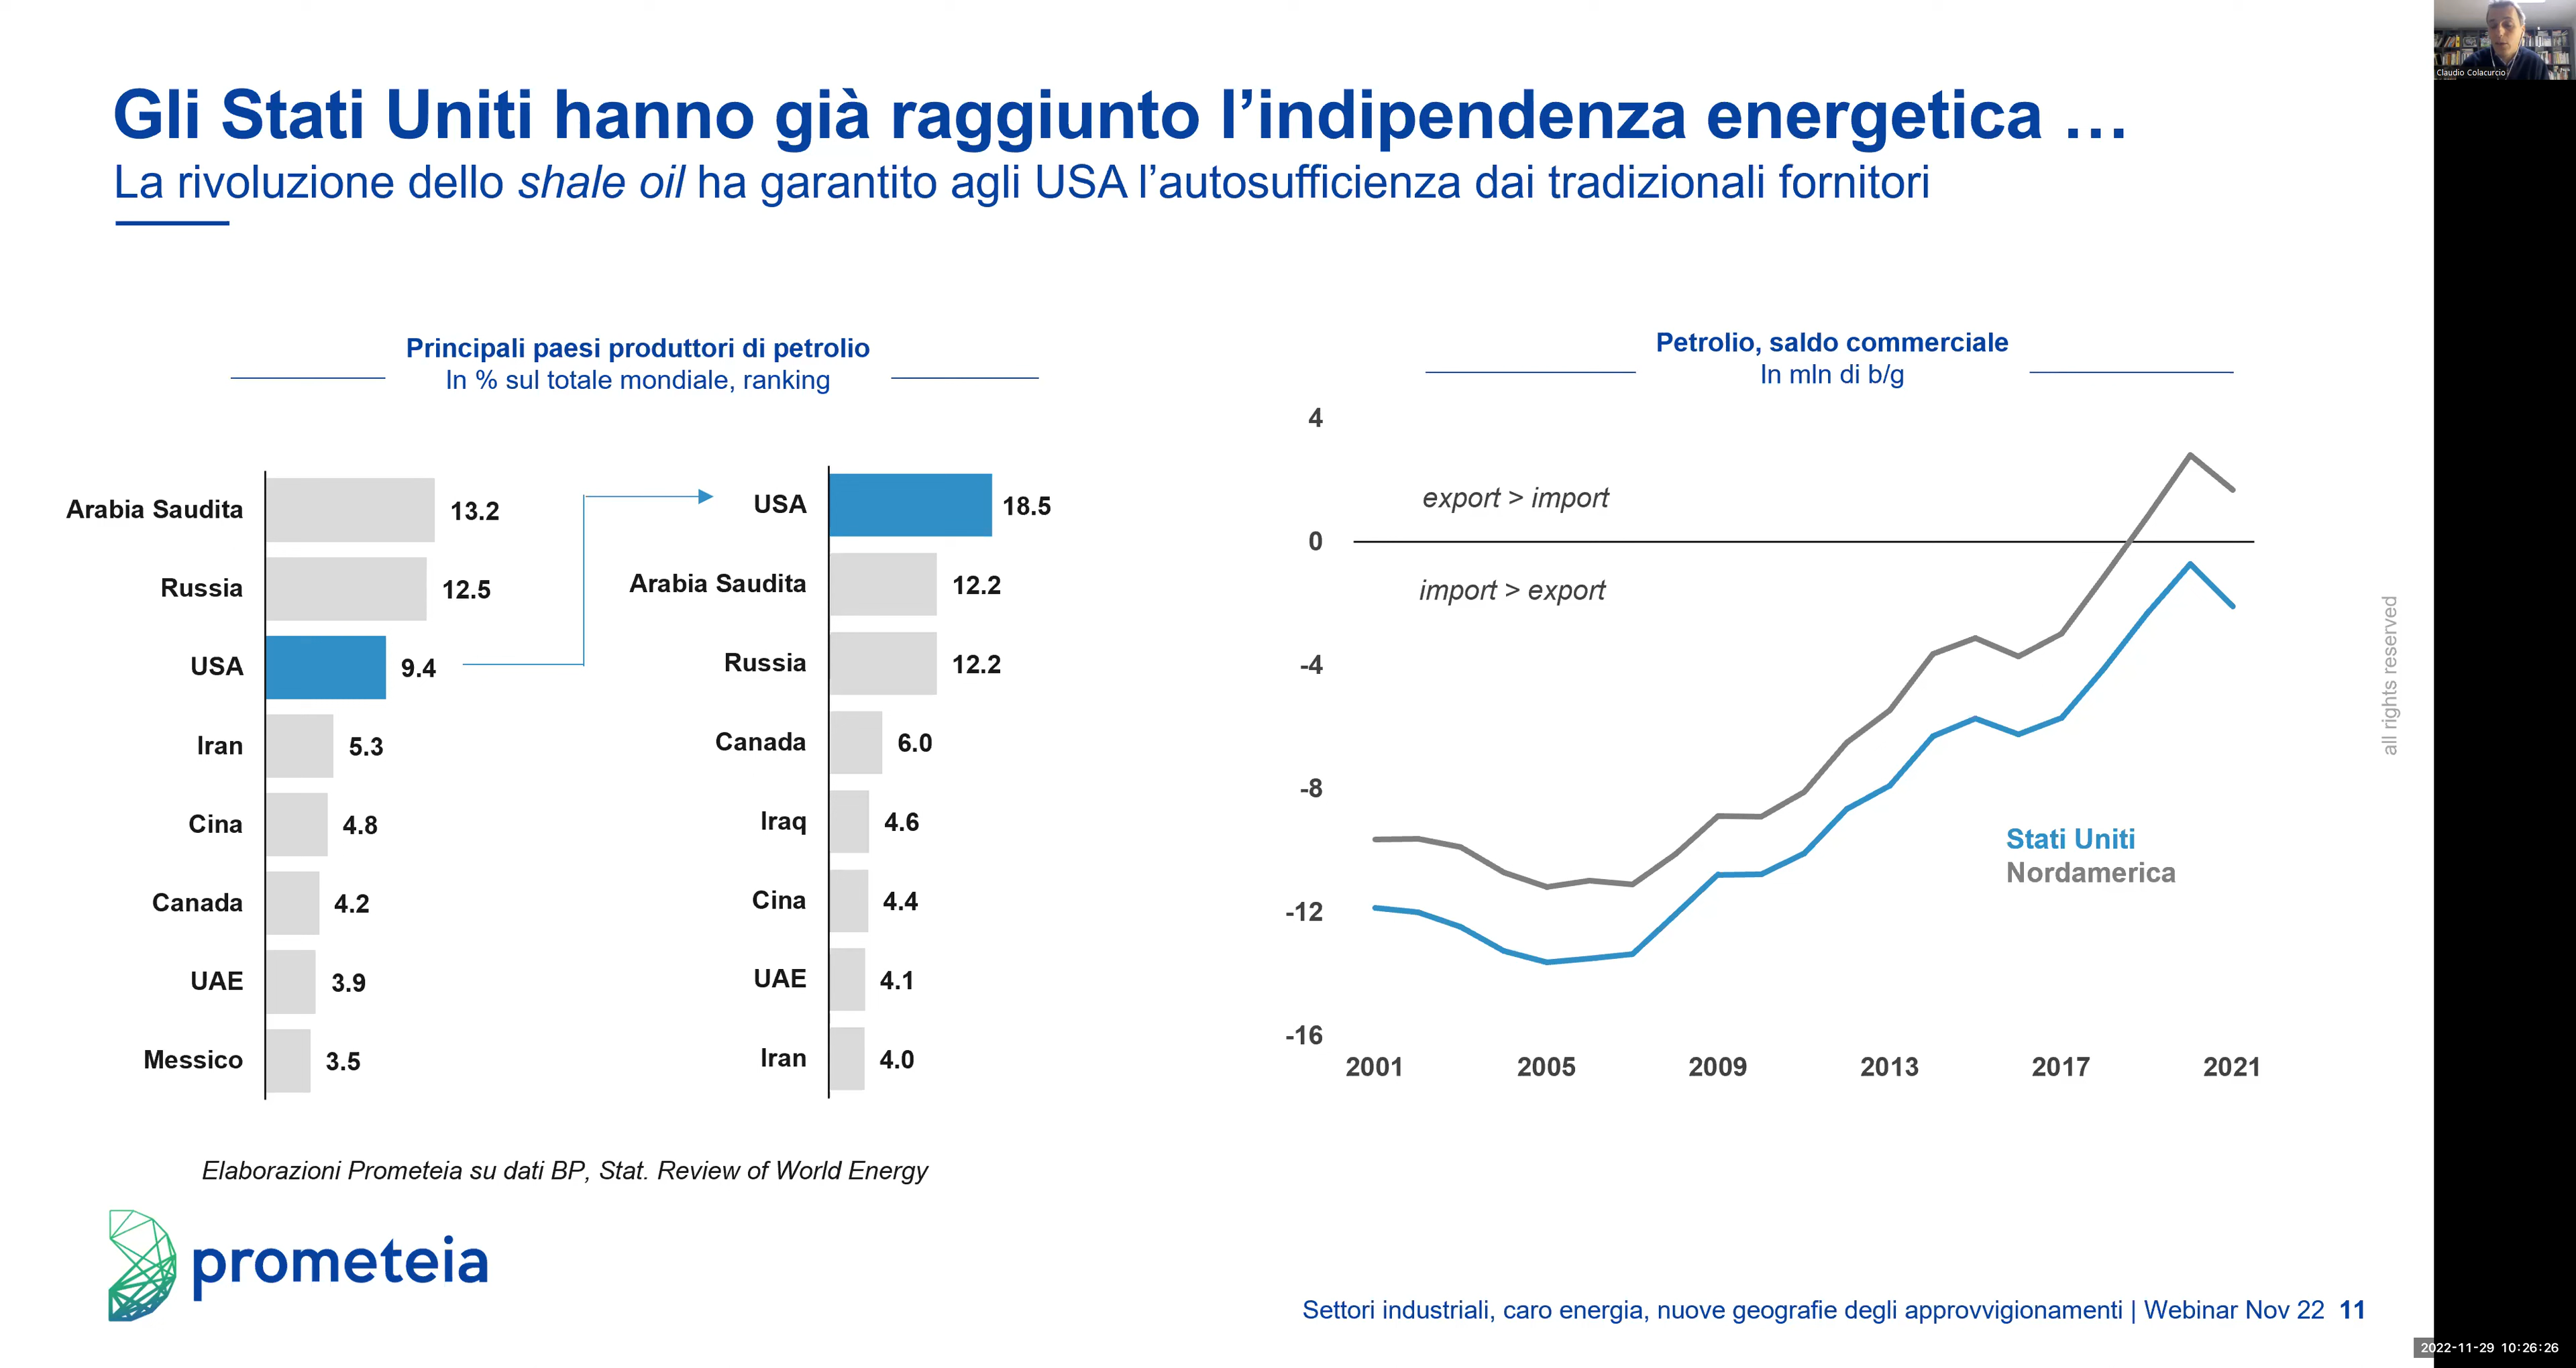 Claudio Colacurcio
Gli Stati Uniti hanno già raggiunto l’indipendenza energetica …
La rivoluzione dello shale oil ha garantito agli USA l’autosufficienza dai tradizionali fornitori
Principali paesi produttori di petrolio
In % sul totale mondiale, ranking
Arabia Saudita 13.2
Russia 12.5
USA 9.4
Iran 5.3
Cina 4.8
Canada 4.2
UAE 3.9
Messico 3.5
USA 18.5
Arabia Saudita 12.2
Russia 12.2
Canada 6.0
Iraq 4.6
Cina 4.4
UAE 4.1
Iran 4.0
Elaborazioni Prometeia su dati BP, Stat. Review of World Energy
Petrolio, saldo commerciale
In mln di b/g
4
export > import
0
import > export
-4
-8
Stati Uniti
Nordamerica
-12
-16
2001 2005 2009 2013 2017 2021
all rights reserved
prometeia
Settori industriali, caro energia, nuove geografie degli approvvigionamenti | Webinar Nov 22 11
2022-11-29 10:26:26